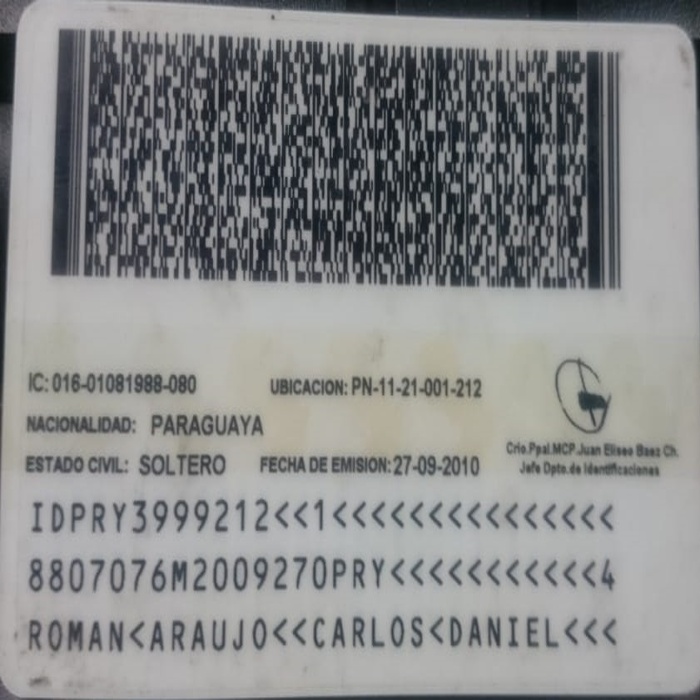 IC: 016-01081988-080
UBICACION: PN-11-21-001-212
NACIONALIDAD: PARAGUAYA
ESTADO CIVIL: SOLTERO
FECHA DE EMISION: 27-09-2010
Crio.Ppal.MCP.Juan Eliseo Baez Ch.
Jefe Dpto.de Identificaciones
IDPRY3999212<<1<<<<<<<<<<<<<<<
8807076M2009270PRY<<<<<<<<<<<4
ROMAN<ARAUJO<<CARLOS<DANIEL<<<